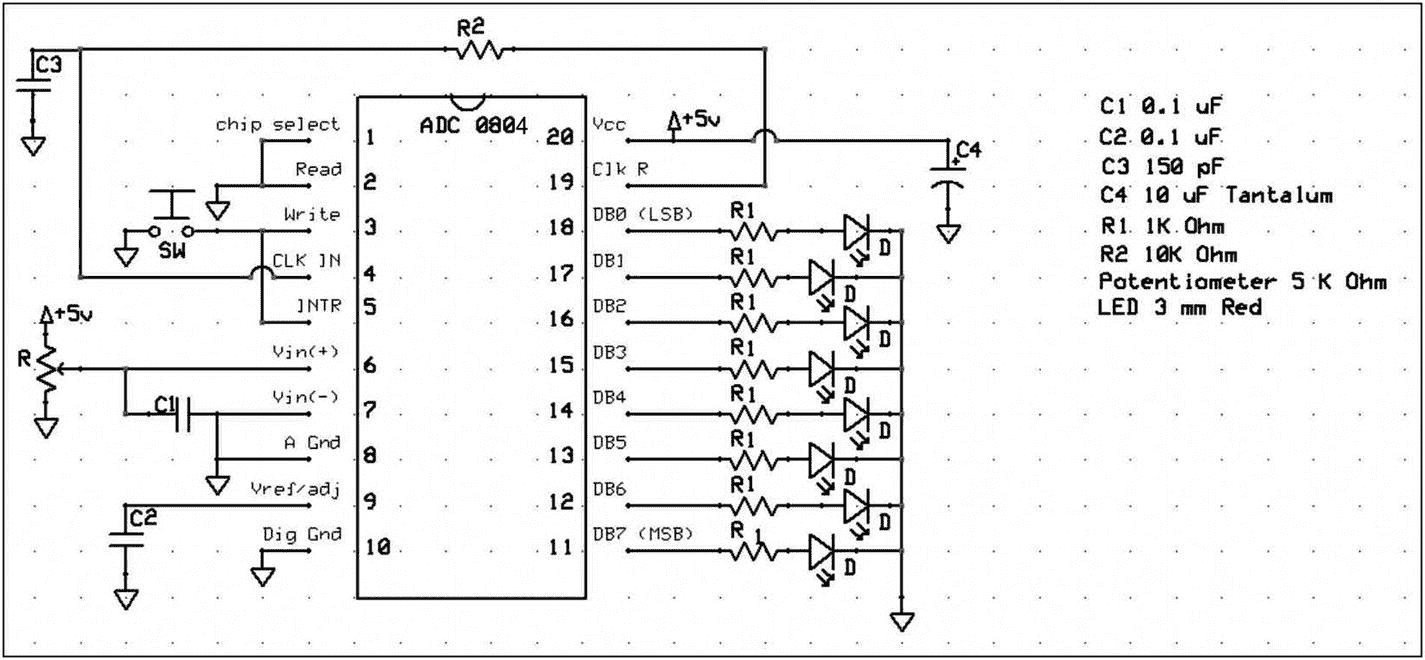 R2
C3
ADC 0804
chip select 1
Read 2
Write 3
SW
CLK IN 4
INTR 5
+5v
R
Vin(+) 6
C1
Vin(-) 7
A Gnd 8
Vref/adj 9
C2
Dig Gnd 10
20 Vcc
+5v
C4
+
19 Clk R
18 DB0 (LSB) R1 D
17 DB1 R1 D
16 DB2 R1 D
15 DB3 R1 D
14 DB4 R1 D
13 DB5 R1 D
12 DB6 R1 D
11 DB7 (MSB) R 1 D
C1 0.1 uF
C2 0.1 uF
C3 150 pF
C4 10 uF Tantalum
R1 1K Ohm
R2 10K Ohm
Potentiometer 5 K Ohm
LED 3 mm Red